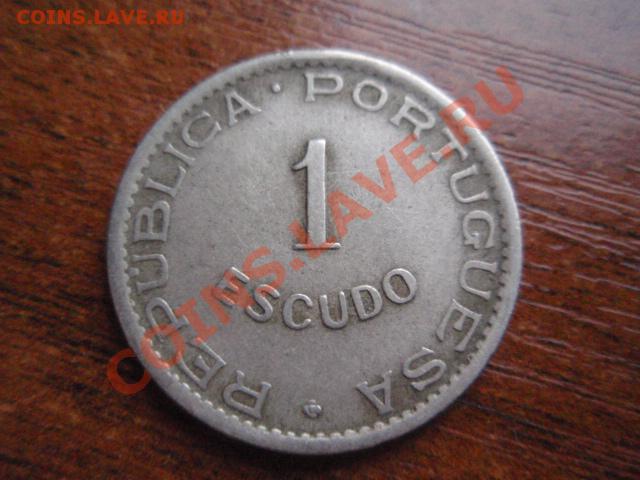 COINS.LAVE.RU
REPUBLICA · PORTUGUESA ·
1
ESCUDO
COINS.LAVE.RU